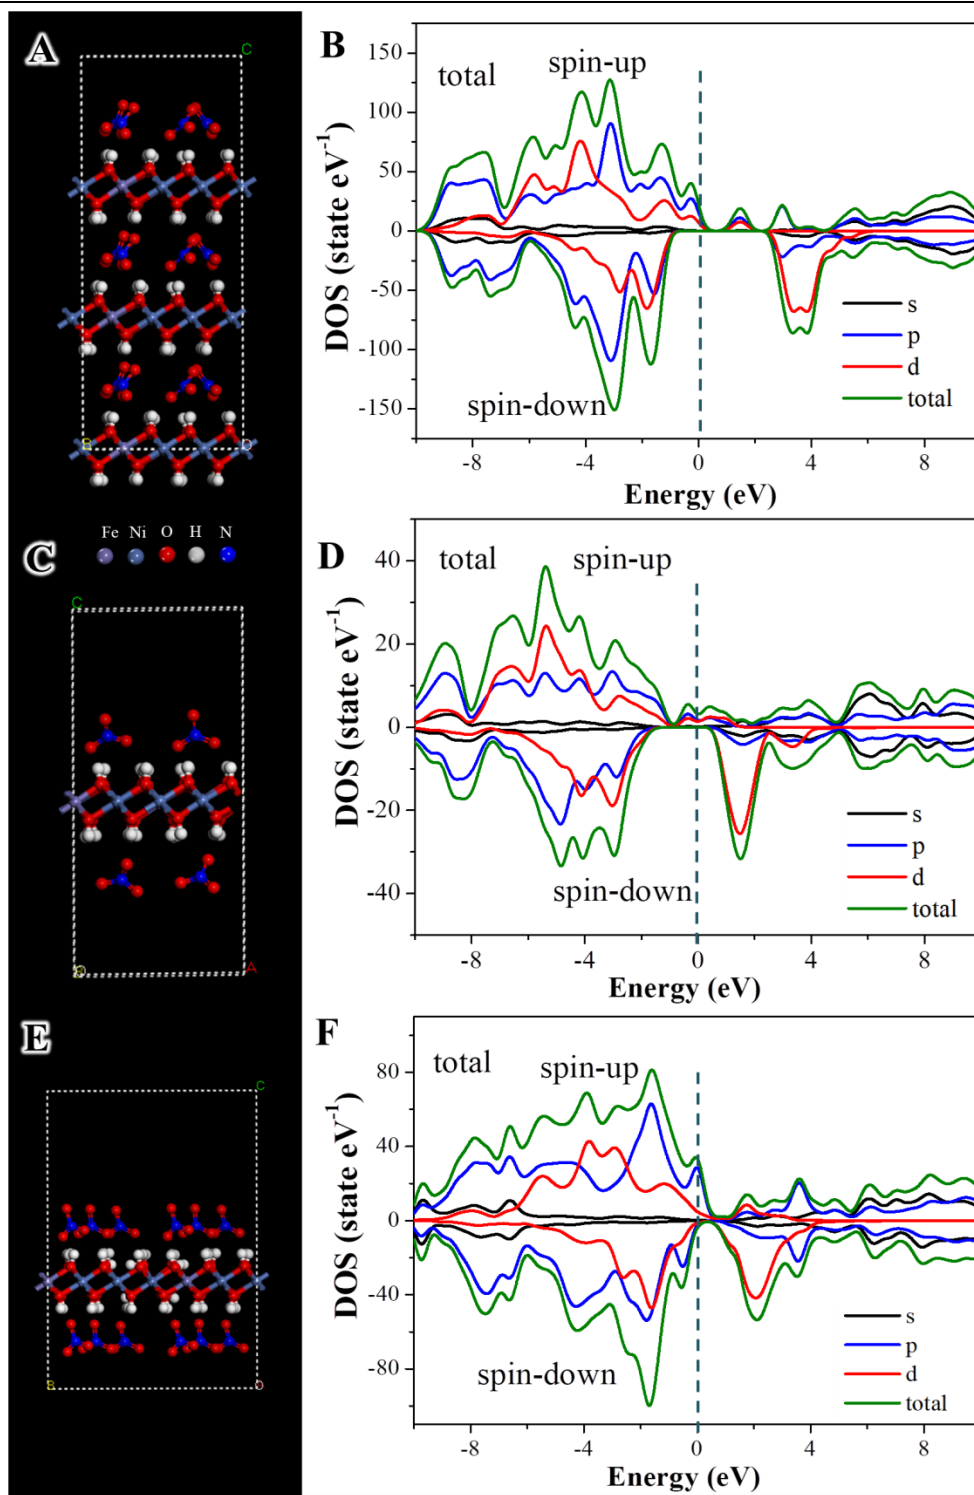 A
C
B
D
Fe Ni O H N
B
total
spin-up
spin-down
DOS (state eV⁻¹)
150
100
50
0
-50
-100
-150
-8 -4 0 4 8
Energy (eV)
s
p
d
total
C
C
A
D
total
spin-up
spin-down
DOS (state eV⁻¹)
40
20
0
-20
-40
-8 -4 0 4 8
Energy (eV)
s
p
d
total
E
C
B
F
total
spin-up
spin-down
DOS (state eV⁻¹)
80
40
0
-40
-80
-8 -4 0 4 8
Energy (eV)
s
p
d
total